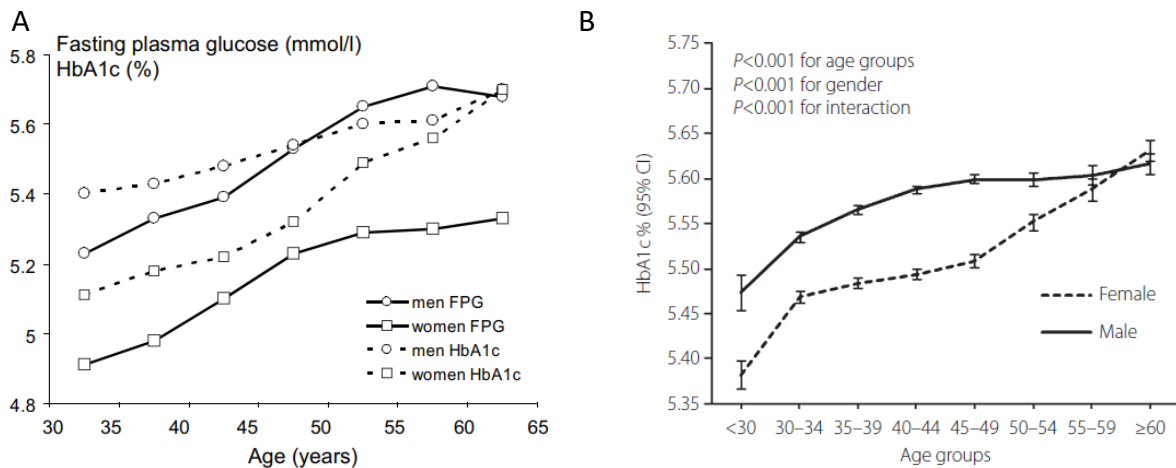 A
Fasting plasma glucose (mmol/l)
HbA1c (%)
5.8
5.6
5.4
5.2
5
4.8
men FPG
women FPG
men HbA1c
women HbA1c
30 35 40 45 50 55 60 65
Age (years)
B
P<0.001 for age groups
P<0.001 for gender
P<0.001 for interaction
HbA1c % (95% CI)
5.75
5.70
5.65
5.60
5.55
5.50
5.45
5.40
5.35
Female
Male
<30 30–34 35–39 40–44 45–49 50–54 55–59 ≥60
Age groups